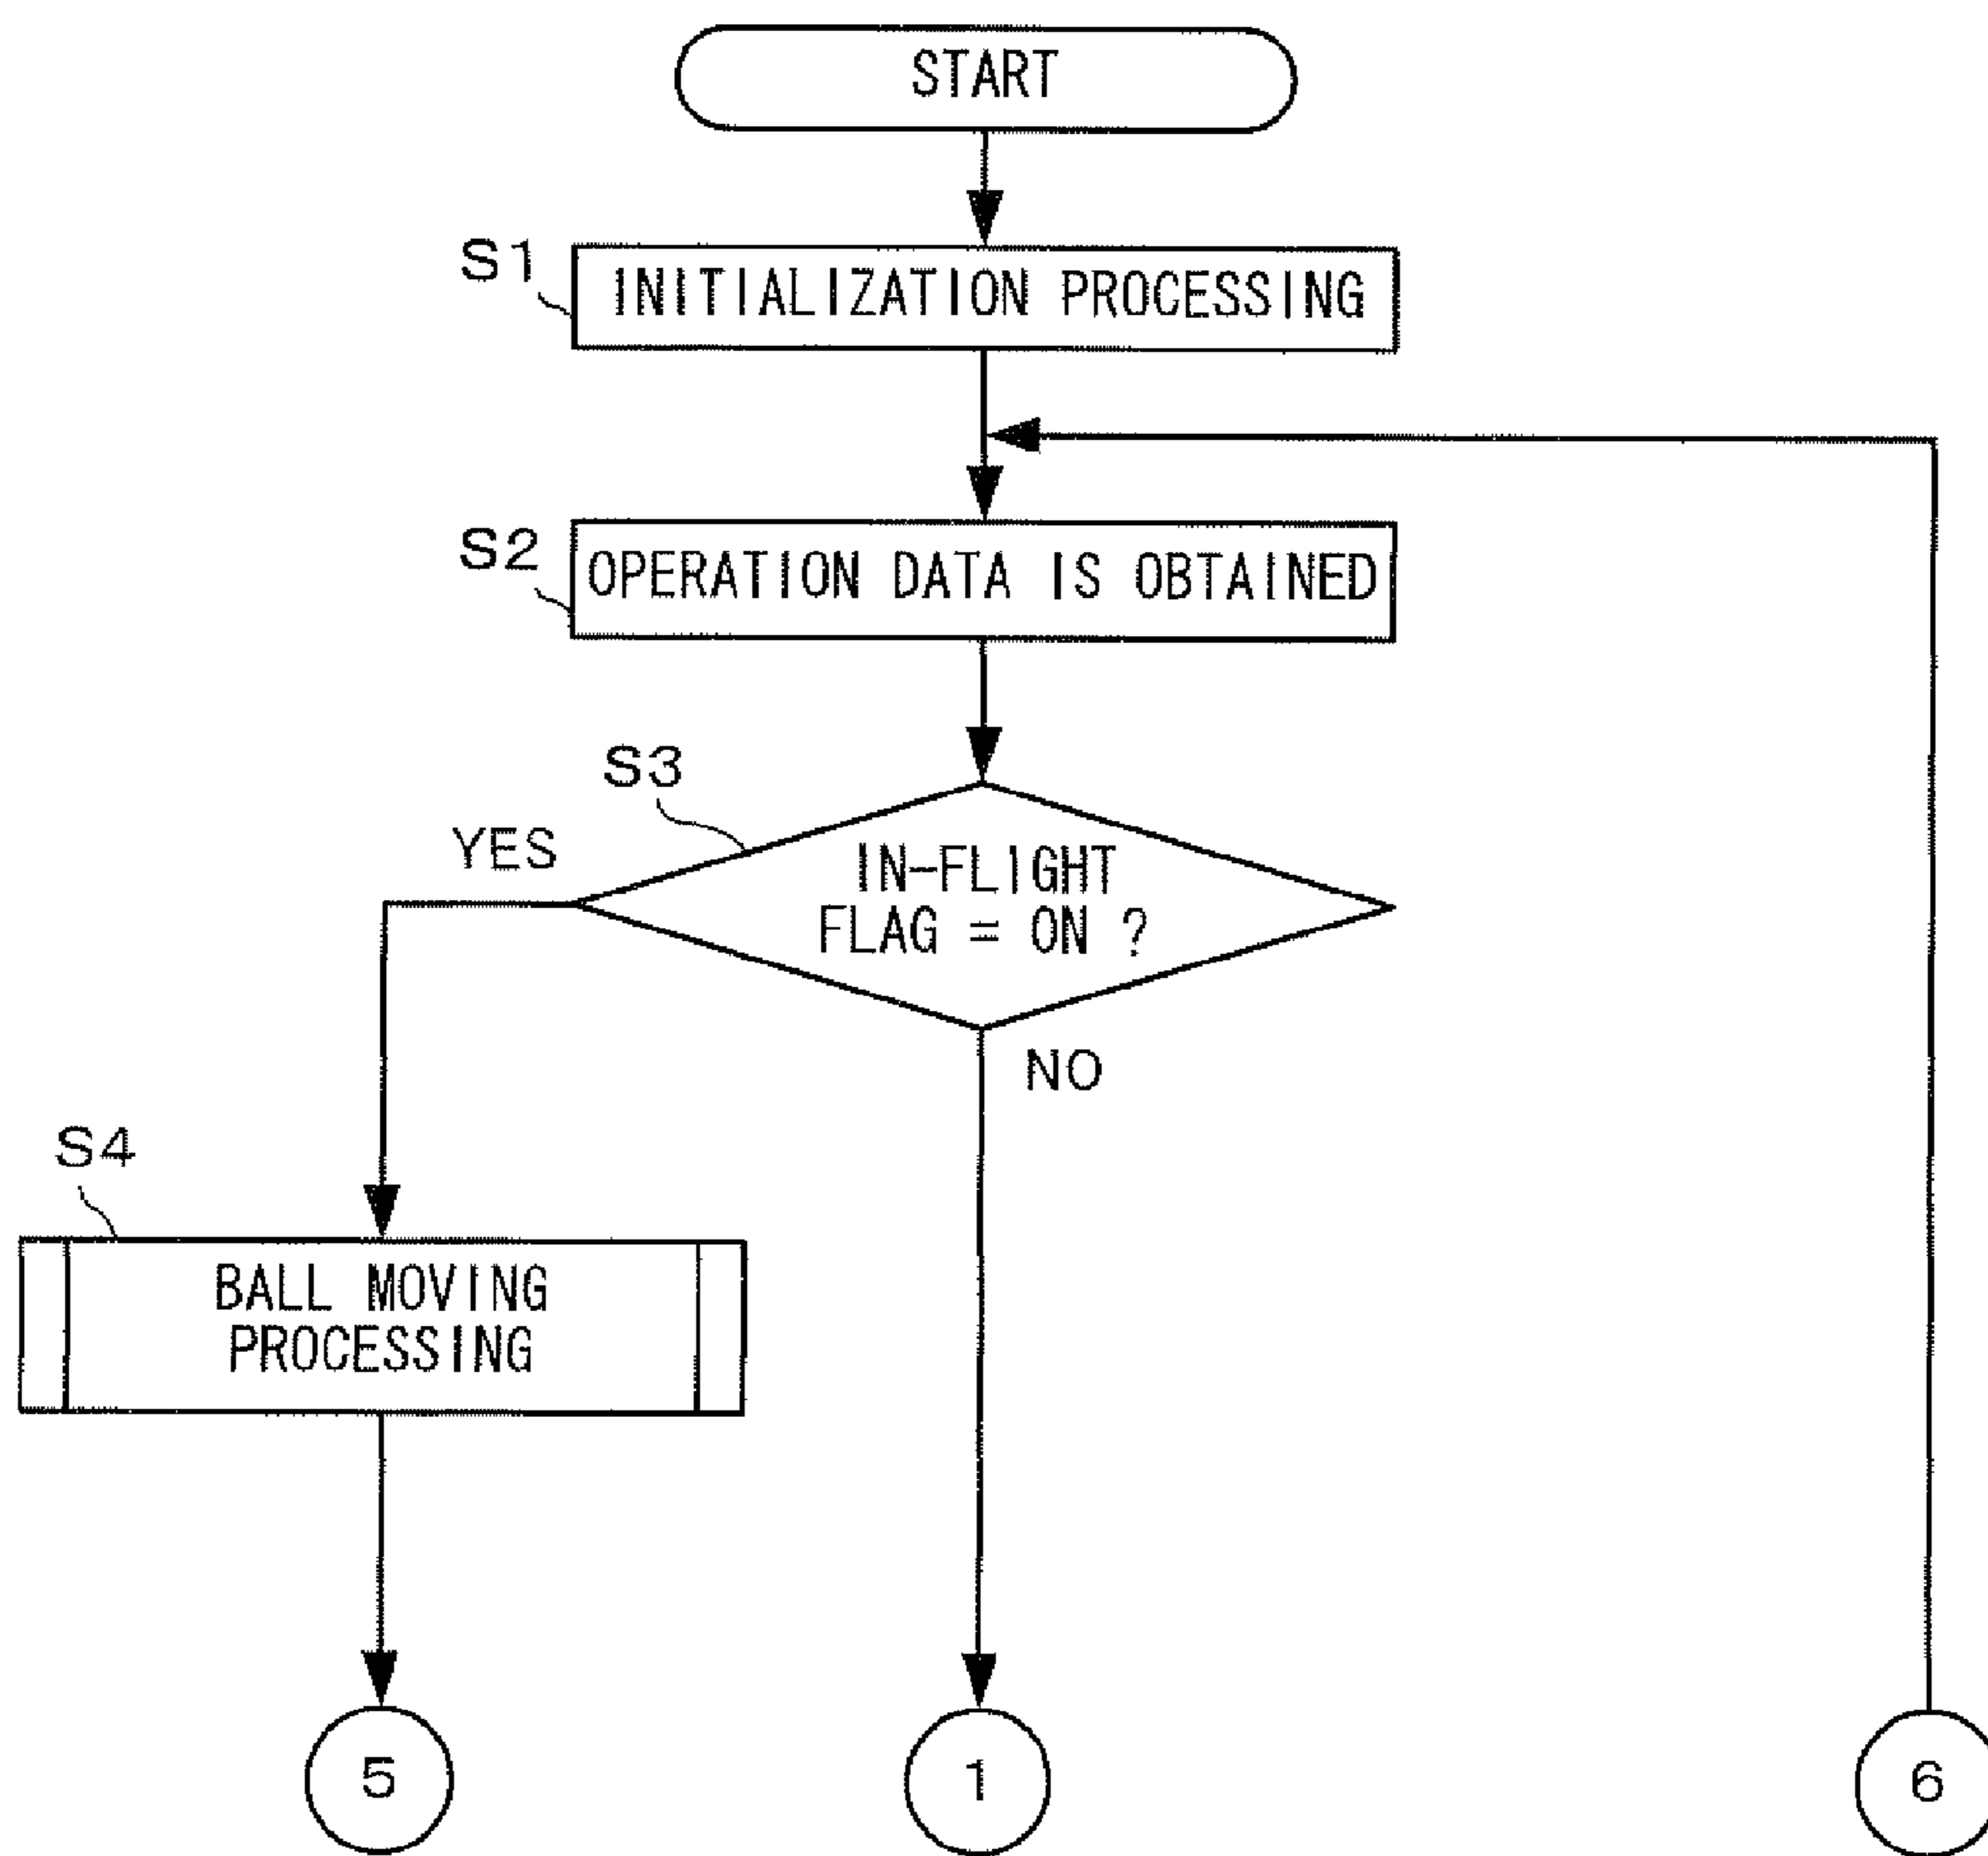 START
S1
INITIALIZATION PROCESSING
S2
OPERATION DATA IS OBTAINED
S3
YES
IN-FLIGHT
FLAG = ON ?
NO
S4
BALL MOVING
PROCESSING
5
1
6